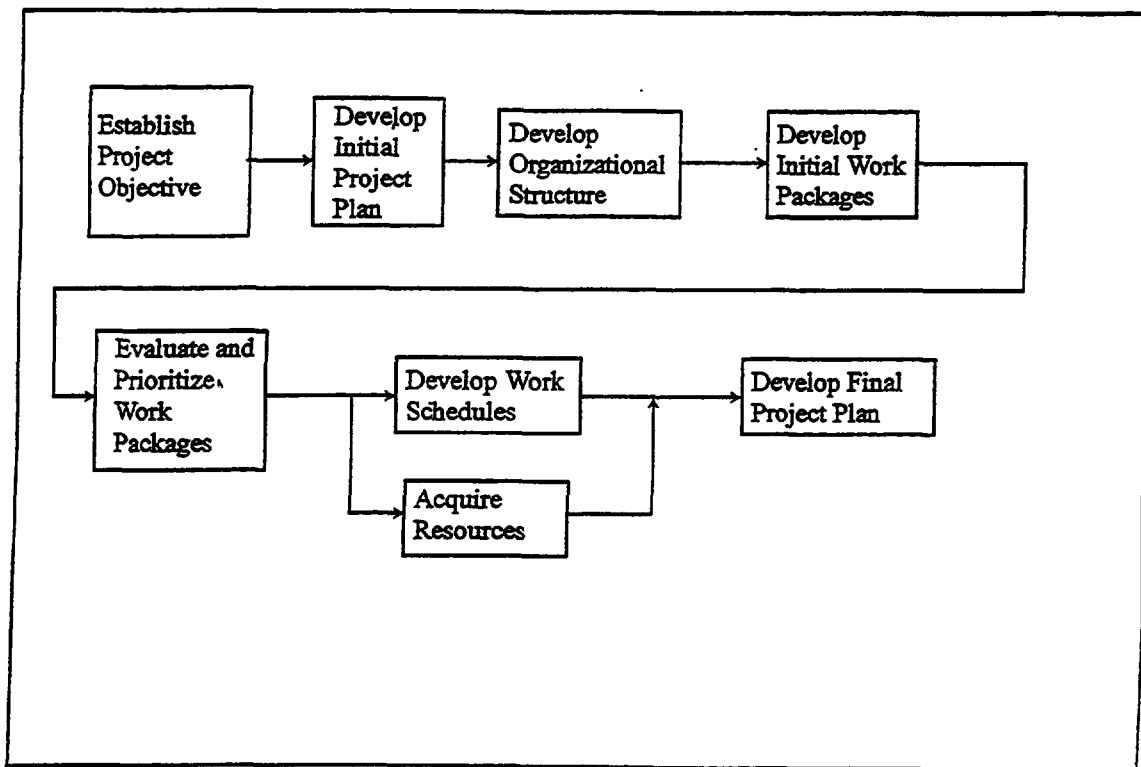 Establish
Project
Objective
Develop
Initial
Project
Plan
Develop
Organizational
Structure
Develop
Initial Work
Packages
Evaluate and
Prioritize
Work
Packages
Develop Work
Schedules
Acquire
Resources
Develop Final
Project Plan